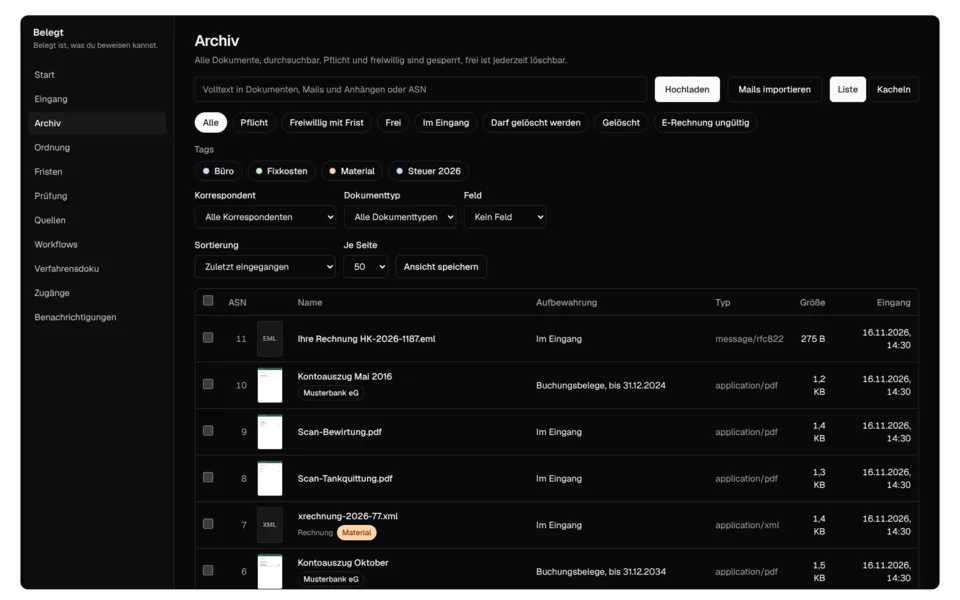 Belegt
Belegt ist, was du beweisen kannst.
Start
Eingang
Archiv
Ordnung
Fristen
Prüfung
Quellen
Workflows
Verfahrensdoku
Zugänge
Benachrichtigungen
Archiv
Alle Dokumente, durchsuchbar. Pflicht und freiwillig sind gesperrt, frei ist jederzeit löschbar.
Volltext in Dokumenten, Mails und Anhängen oder ASN
Hochladen
Mails importieren
Liste
Kacheln
Alle
Pflicht
Freiwillig mit Frist
Frei
Im Eingang
Darf gelöscht werden
Gelöscht
E-Rechnung ungültig
Tags
Büro
Fixkosten
Material
Steuer 2026
Korrespondent
Dokumenttyp
Feld
Alle Korrespondenten
Alle Dokumenttypen
Kein Feld
Sortierung
Je Seite
Zuletzt eingegangen
50
Ansicht speichern
ASN Name Aufbewahrung Typ Größe Eingang
11 EML Ihre Rechnung HK-2026-1187.eml Im Eingang message/rfc822 275 B 16.11.2026,
14:30
10 Kontoauszug Mai 2016
Musterbank eG
Buchungsbelege, bis 31.12.2024 application/pdf 1,2
KB
16.11.2026,
14:30
9 Scan-Bewirtung.pdf Im Eingang application/pdf 1,4
KB
16.11.2026,
14:30
8 Scan-Tankquittung.pdf Im Eingang application/pdf 1,3
KB
16.11.2026,
14:30
7 XML xrechnung-2026-77.xml
Rechnung Material
Im Eingang application/xml 1,4
KB
16.11.2026,
14:30
6 Kontoauszug Oktober
Musterbank eG
Buchungsbelege, bis 31.12.2034 application/pdf 1,5
KB
16.11.2026,
14:30